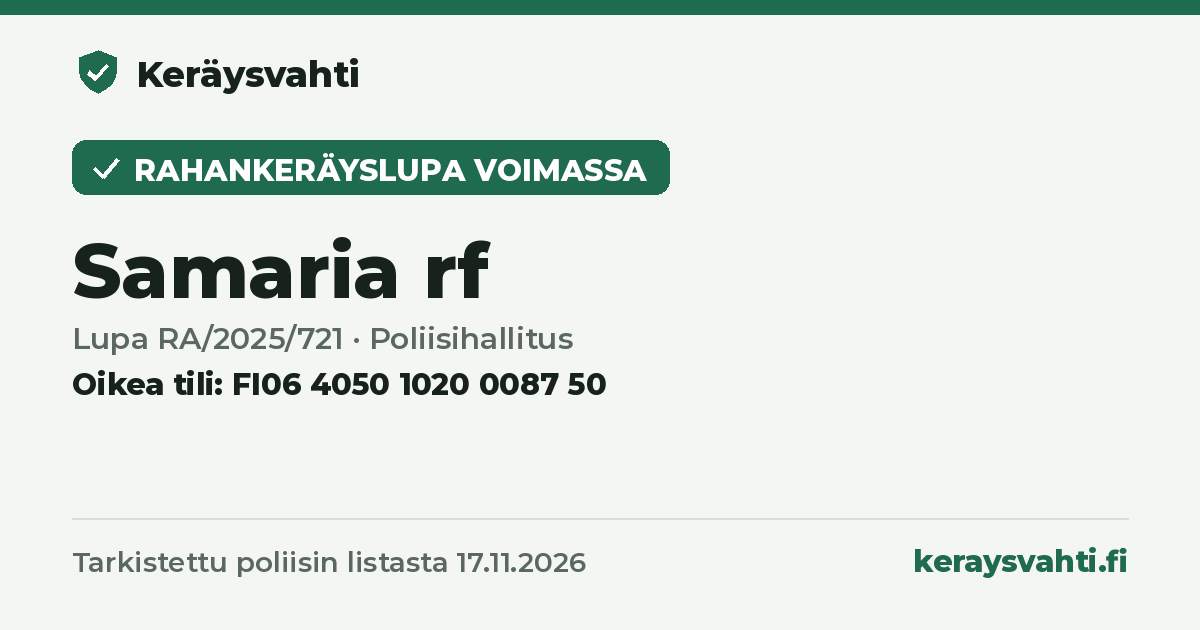 Keräysvahti
RAHANKERÄYSLUPA VOIMASSA
Samaria rf
Lupa RA/2025/721 · Poliisihallitus
Oikea tili: FI06 4050 1020 0087 50
Tarkistettu poliisin listasta 17.11.2026
keraysvahti.fi